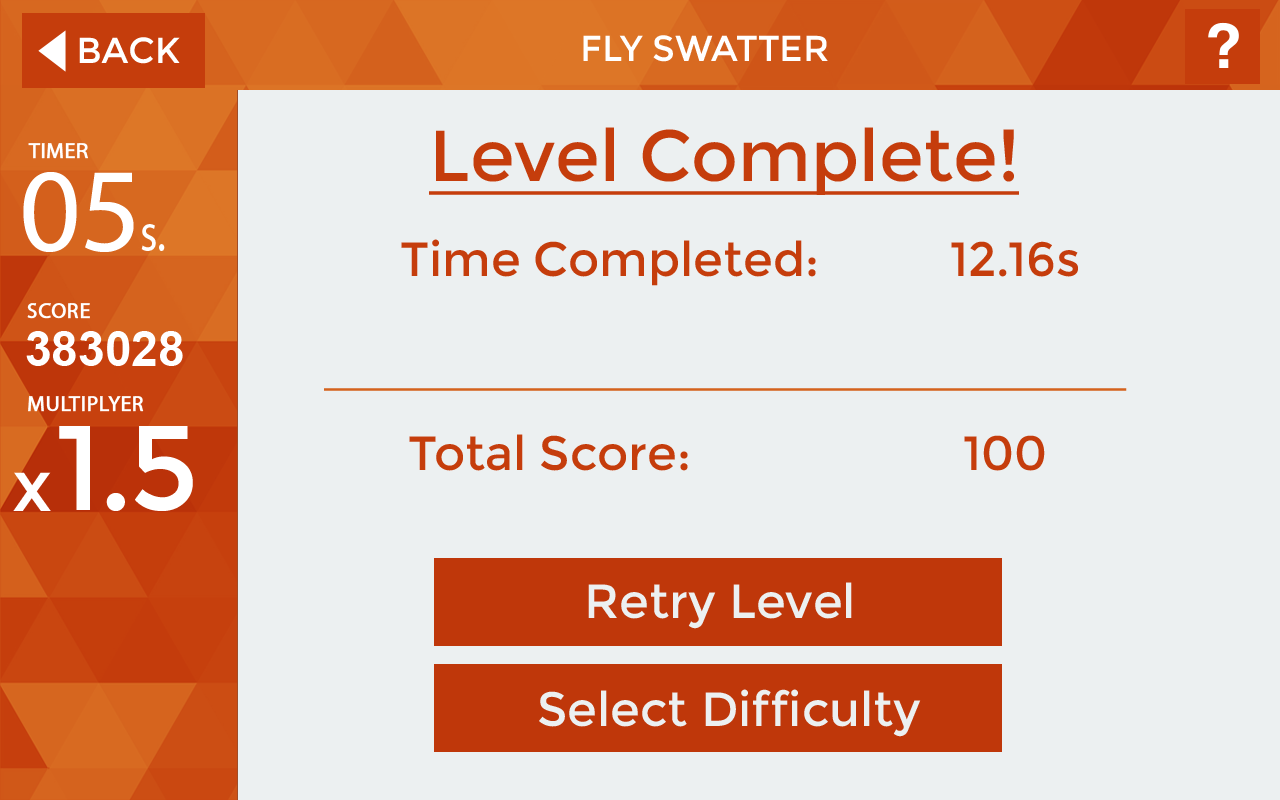 BACK
FLY SWATTER
?
TIMER
05s.
SCORE
383028
MULTIPLYER
x1.5
Level Complete!
Time Completed: 12.16s
Total Score: 100
Retry Level
Select Difficulty